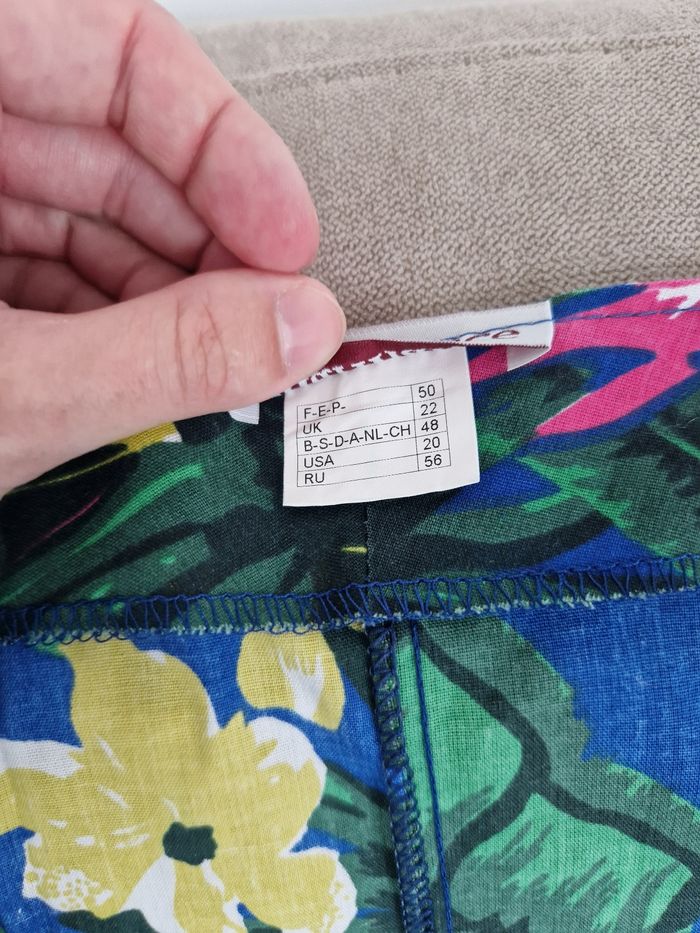 F-E-P- 50
UK 22
B-S-D-A-NL-CH 48
USA 20
RU 56